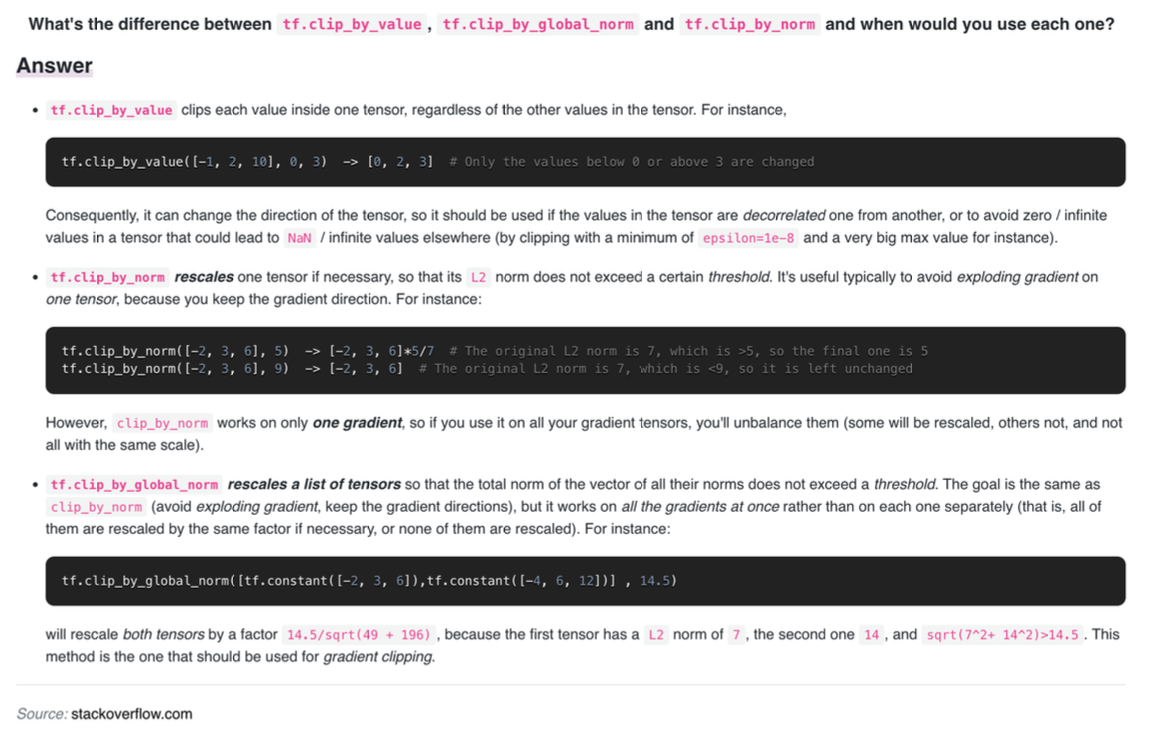 What's the difference between tf.clip_by_value, tf.clip_by_global_norm and tf.clip_by_norm and when would you use each one?
Answer
• tf.clip_by_value clips each value inside one tensor, regardless of the other values in the tensor. For instance,
tf.clip_by_value([−1, 2, 10], 0, 3) −> [0, 2, 3] # Only the values below 0 or above 3 are changed
Consequently, it can change the direction of the tensor, so it should be used if the values in the tensor are decorrelated one from another, or to avoid zero / infinite
values in a tensor that could lead to NaN / infinite values elsewhere (by clipping with a minimum of epsilon=1e−8 and a very big max value for instance).
• tf.clip_by_norm rescales one tensor if necessary, so that its L2 norm does not exceed a certain threshold. It's useful typically to avoid exploding gradient on
one tensor, because you keep the gradient direction. For instance:
tf.clip_by_norm([−2, 3, 6], 5) −> [−2, 3, 6]*5/7 # The original L2 norm is 7, which is >5, so the final one is 5
tf.clip_by_norm([−2, 3, 6], 9) −> [−2, 3, 6] # The original L2 norm is 7, which is <9, so it is left unchanged
However, clip_by_norm works on only one gradient, so if you use it on all your gradient tensors, you'll unbalance them (some will be rescaled, others not, and not
all with the same scale).
• tf.clip_by_global_norm rescales a list of tensors so that the total norm of the vector of all their norms does not exceed a threshold. The goal is the same as
clip_by_norm (avoid exploding gradient, keep the gradient directions), but it works on all the gradients at once rather than on each one separately (that is, all of
them are rescaled by the same factor if necessary, or none of them are rescaled). For instance:
tf.clip_by_global_norm([tf.constant([−2, 3, 6]),tf.constant([−4, 6, 12])] , 14.5)
will rescale both tensors by a factor 14.5/sqrt(49 + 196), because the first tensor has a L2 norm of 7, the second one 14, and sqrt(7^2+ 14^2)>14.5. This
method is the one that should be used for gradient clipping.
Source: stackoverflow.com